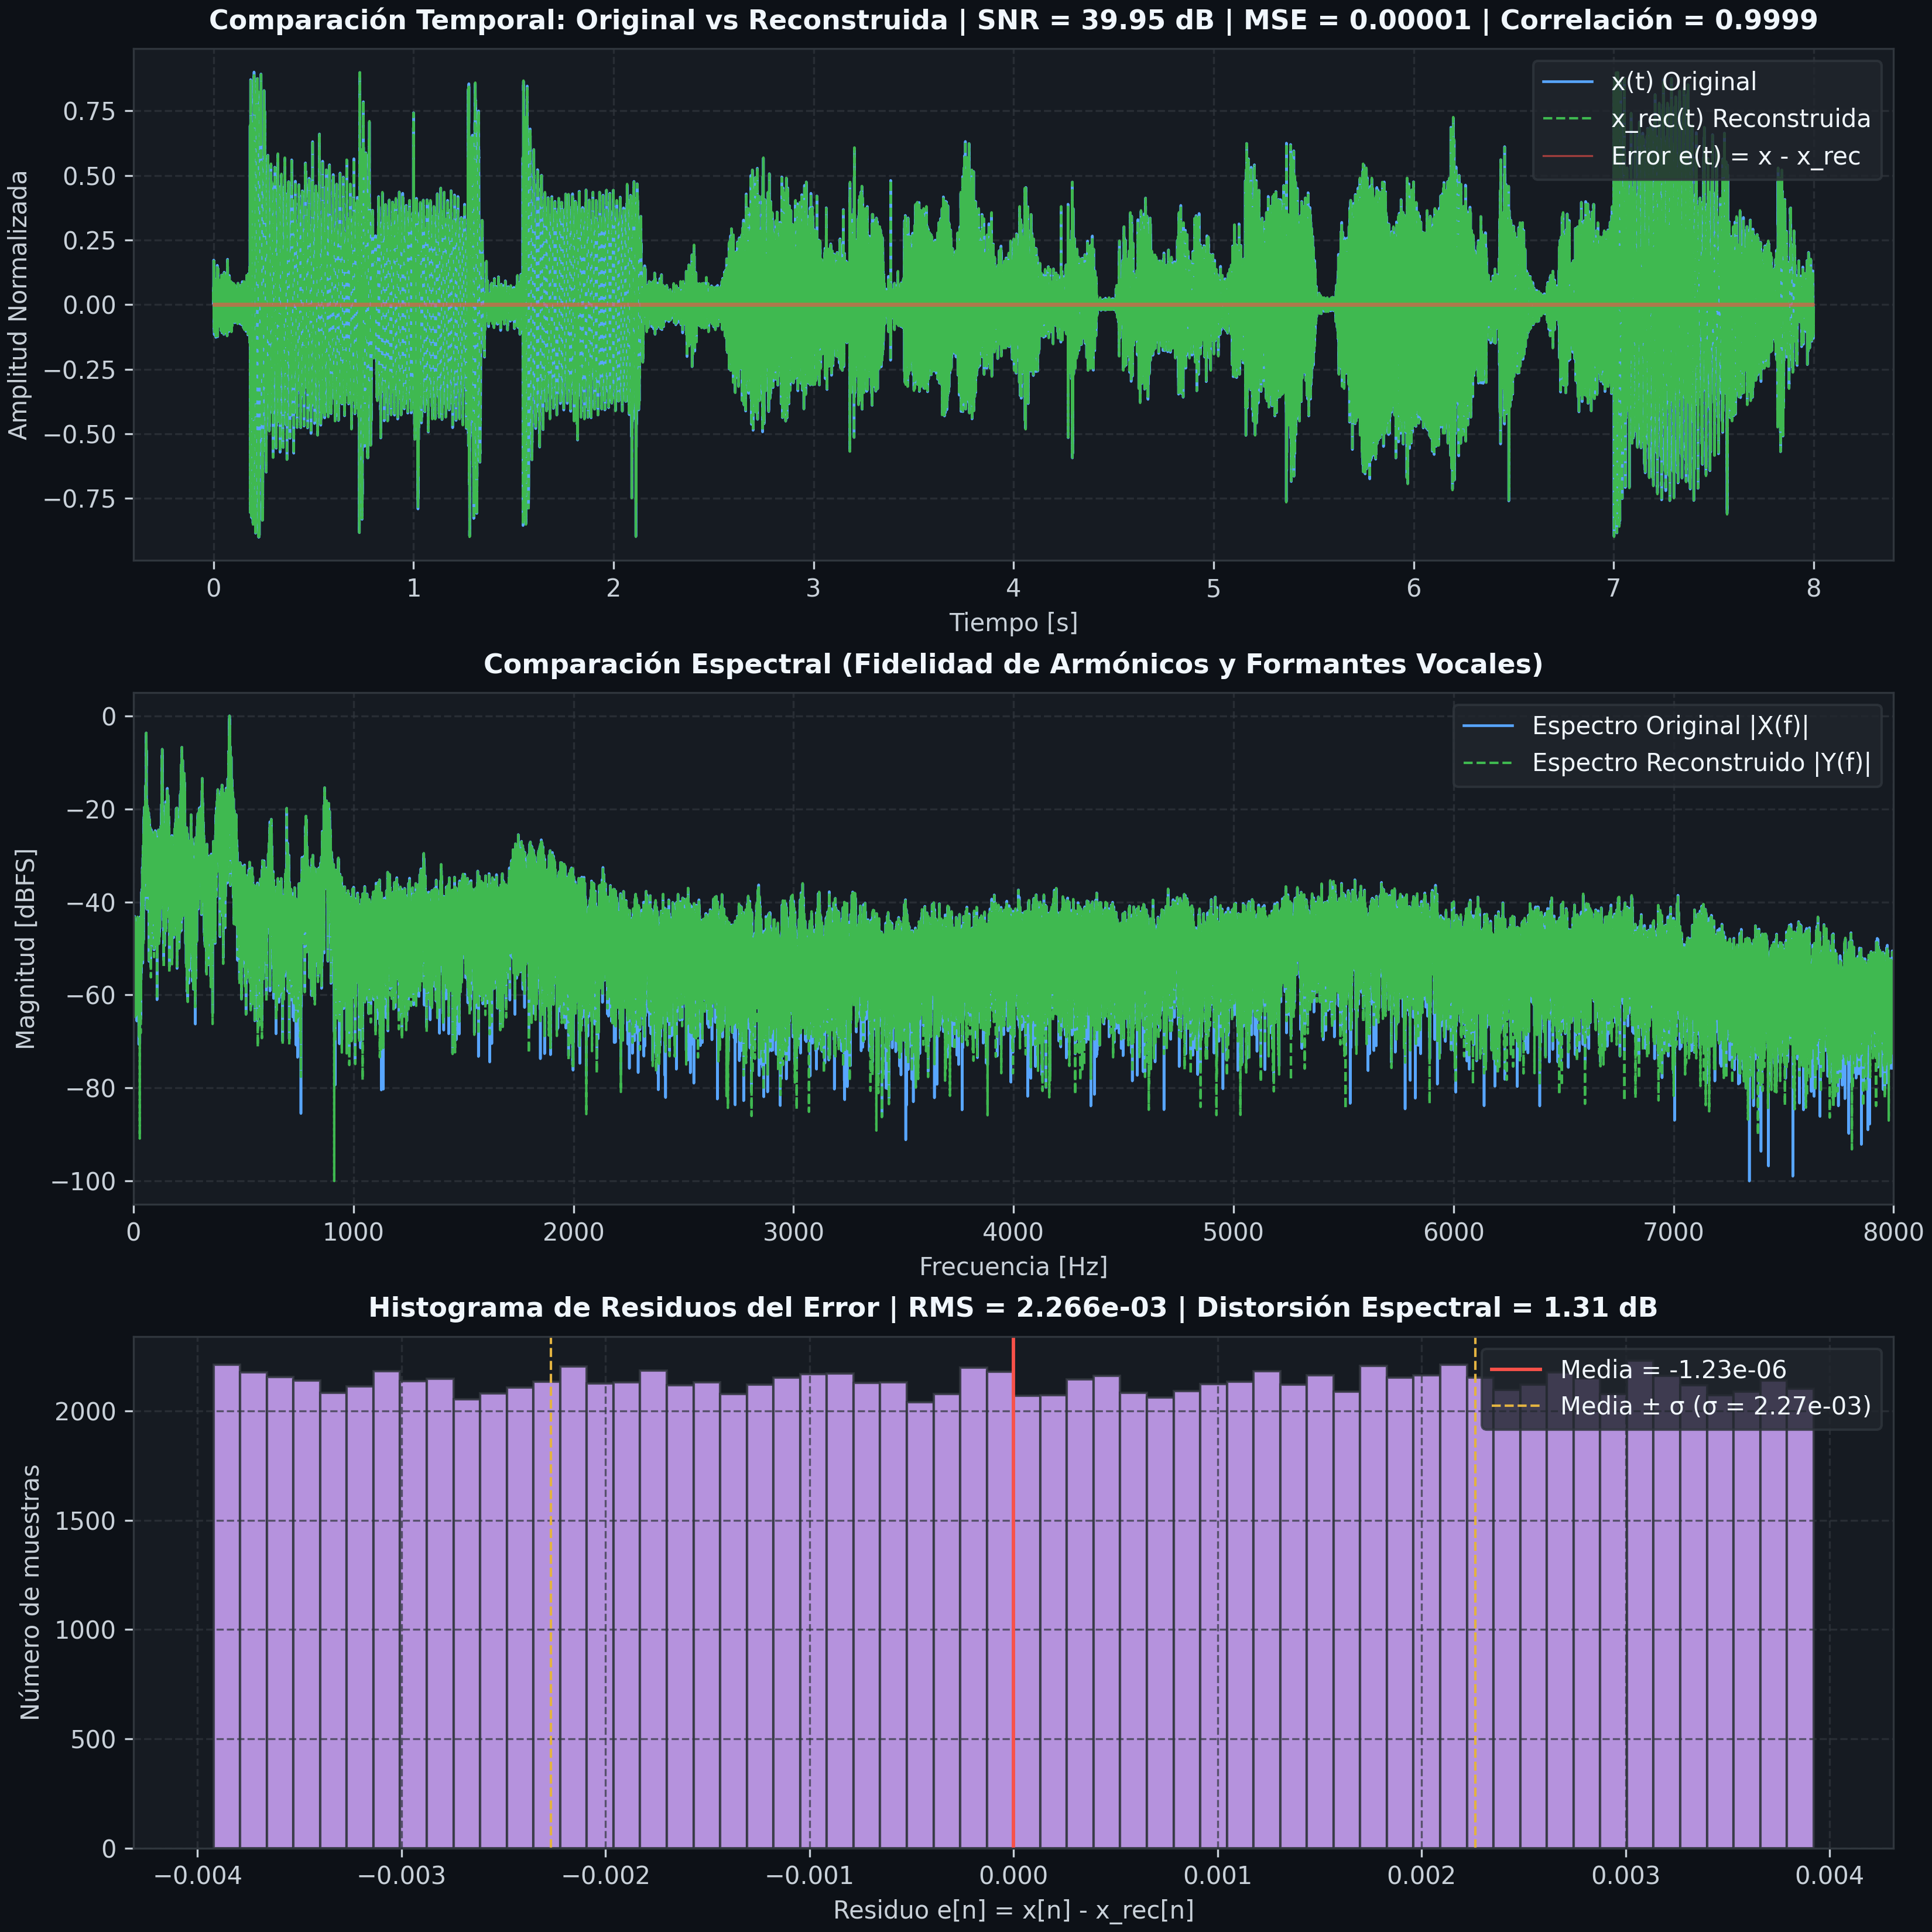 Comparación Temporal: Original vs Reconstruida | SNR = 39.95 dB | MSE = 0.00001 | Correlación = 0.9999
x(t) Original
x_rec(t) Reconstruida
Error e(t) = x - x_rec
Amplitud Normalizada
0.75
0.50
0.25
0.00
−0.25
−0.50
−0.75
0 1 2 3 4 5 6 7 8
Tiempo [s]
Comparación Espectral (Fidelidad de Armónicos y Formantes Vocales)
Espectro Original |X(f)|
Espectro Reconstruido |Y(f)|
Magnitud [dBFS]
0
−20
−40
−60
−80
−100
0 1000 2000 3000 4000 5000 6000 7000 8000
Frecuencia [Hz]
Histograma de Residuos del Error | RMS = 2.266e-03 | Distorsión Espectral = 1.31 dB
Media = -1.23e-06
Media ± σ (σ = 2.27e-03)
Número de muestras
2000
1500
1000
500
0
−0.004 −0.003 −0.002 −0.001 0.000 0.001 0.002 0.003 0.004
Residuo e[n] = x[n] - x_rec[n]